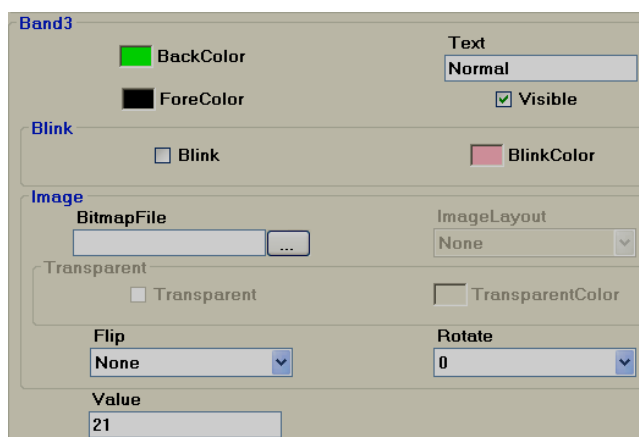 Band3
BackColor
Text
Normal
ForeColor
Visible
Blink
Blink
BlinkColor
Image
BitmapFile
...
ImageLayout
None
Transparent
Transparent
TransparentColor
Flip
None
Rotate
0
Value
21